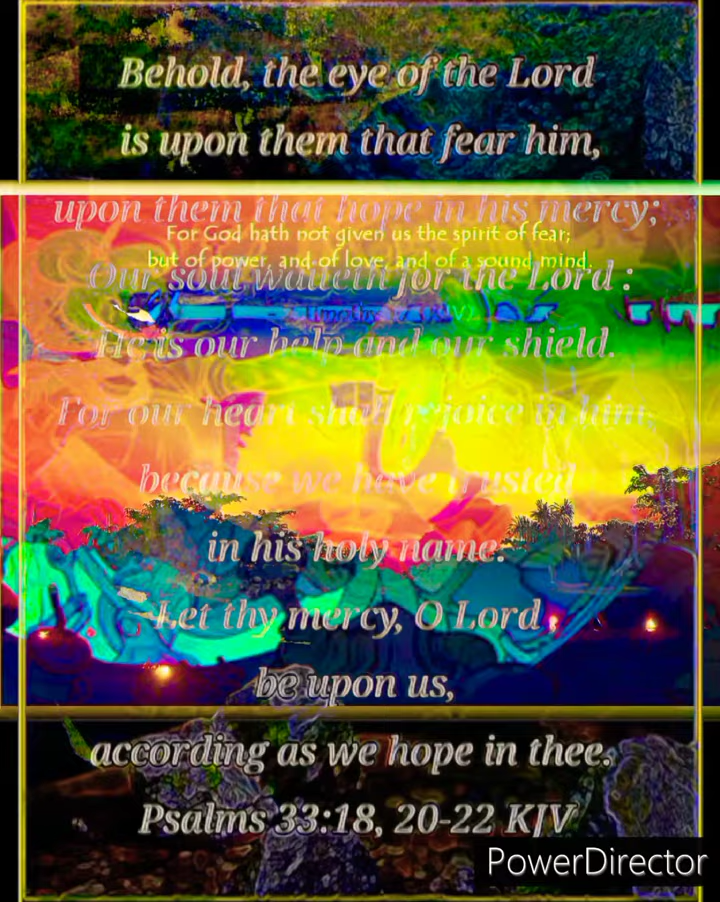 Behold, the eye of the Lord
is upon them that fear him,
upon them that hope in his mercy;
For God hath not given us the spirit of fear;
but of power, and of love, and of a sound mind.
Our soul waiteth for the Lord :
He is our help and our shield.
For our heart shall rejoice in him,
because we have trusted
in his holy name.
Let thy mercy, O Lord ,
be upon us,
according as we hope in thee.
Psalms 33:18, 20-22 KJV
PowerDirector